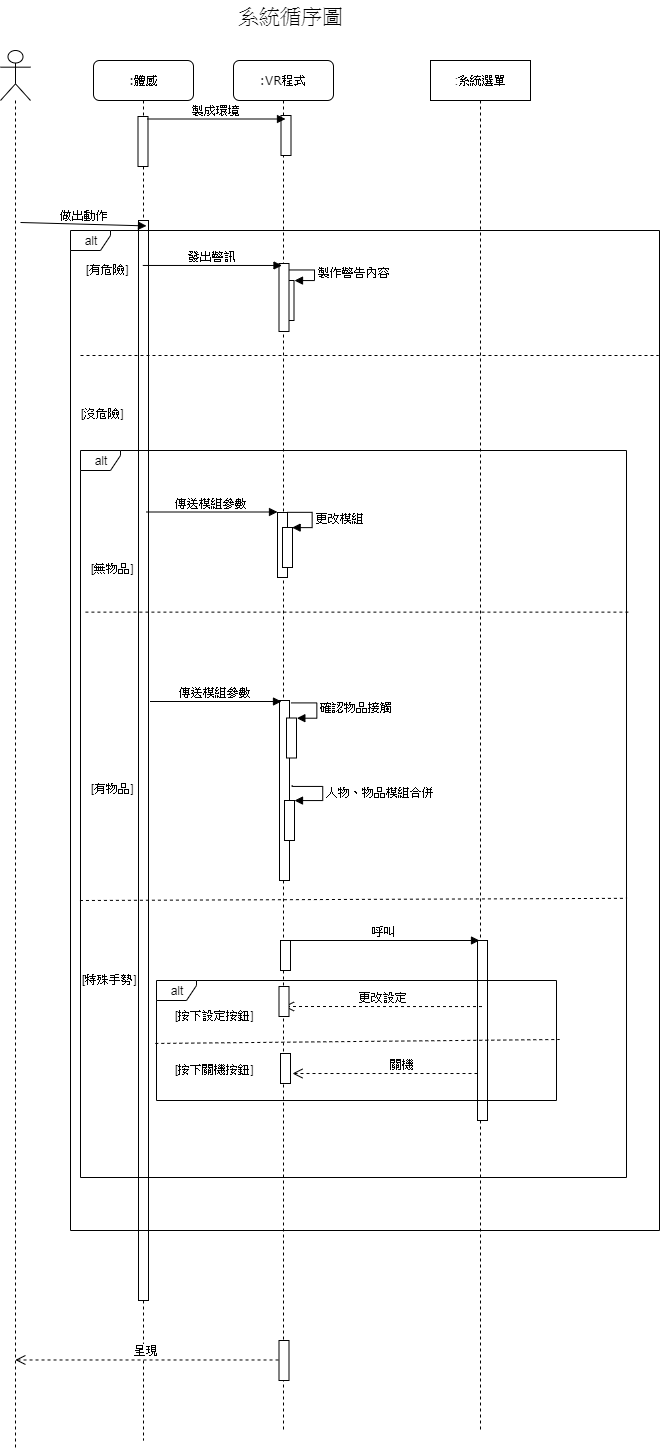 系統循序圖
:體感
:VR程式
:系統選單
製成環境
做出動作
alt
發出警訊
[有危險]
製作警告內容
[沒危險]
alt
傳送模組參數
更改模組
[無物品]
傳送模組參數
確認物品接觸
[有物品]
人物、物品模組合併
呼叫
[特殊手勢]
alt
更改設定
[按下設定按鈕]
關機
[按下關機按鈕]
呈現